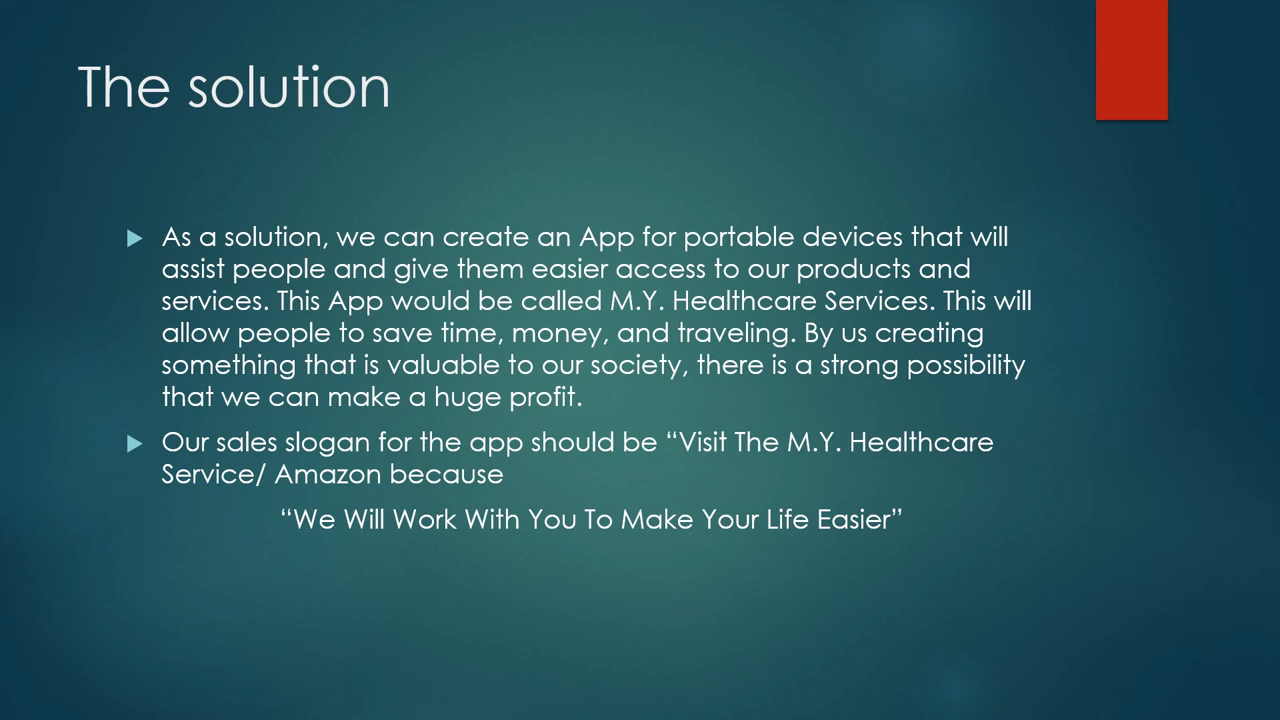 The solution
As a solution, we can create an App for portable devices that will
assist people and give them easier access to our products and
services. This App would be called M.Y. Healthcare Services. This will
allow people to save time, money, and traveling. By us creating
something that is valuable to our society, there is a strong possibility
that we can make a huge profit.
Our sales slogan for the app should be “Visit The M.Y. Healthcare
Service/ Amazon because
“We Will Work With You To Make Your Life Easier”